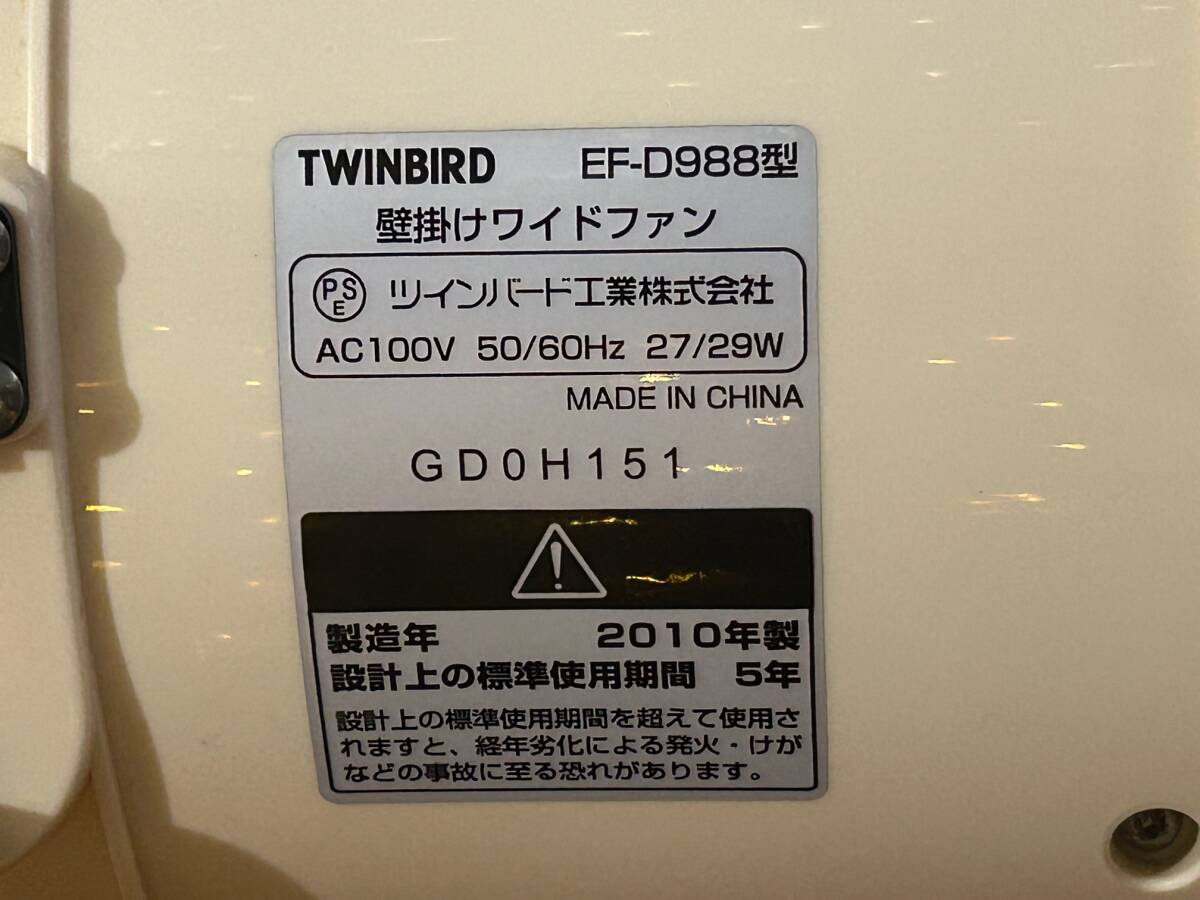 TWINBIRD EF-D988型
壁掛けワイドファン
PSE ツインバード工業株式会社
AC100V 50/60Hz 27/29W
MADE IN CHINA
GD0H151
製造年 2010年製
設計上の標準使用期間 5年
設計上の標準使用期間を超えて使用さ
れますと、経年劣化による発火・けが
などの事故に至る恐れがあります。